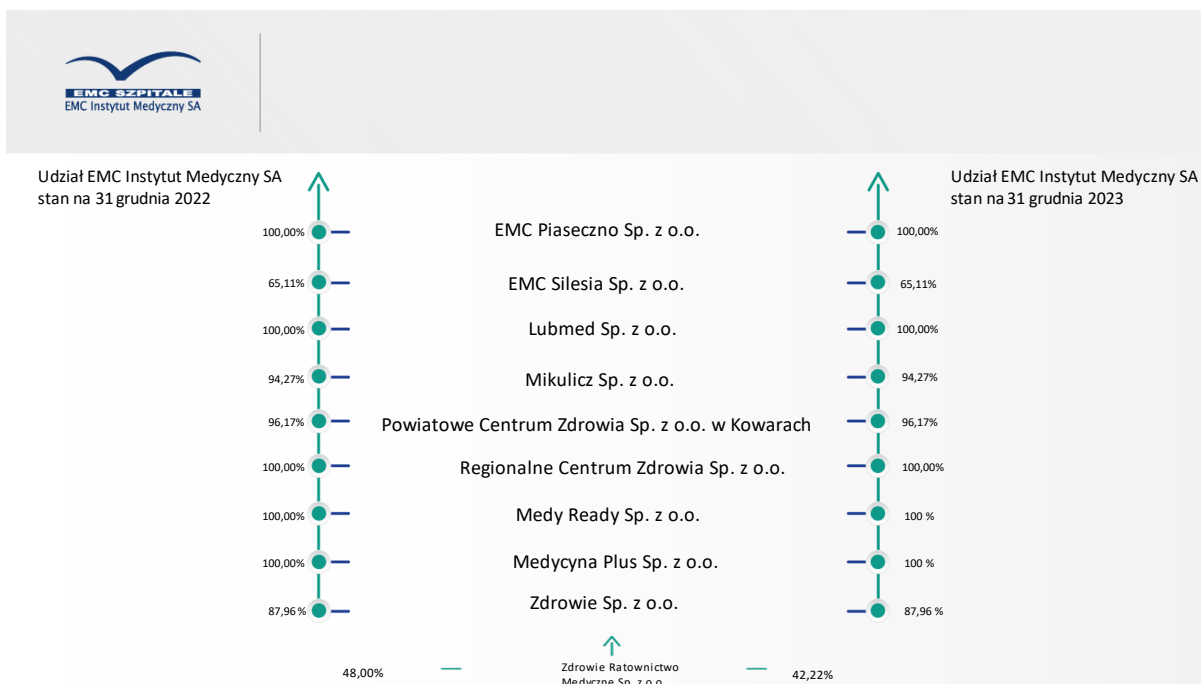 EMC SZPITALE
EMC Instytut Medyczny SA
Udział EMC Instytut Medyczny SA
stan na 31 grudnia 2022
Udział EMC Instytut Medyczny SA
stan na 31 grudnia 2023
100,00% EMC Piaseczno Sp. z o.o. 100,00%
65,11% EMC Silesia Sp. z o.o. 65,11%
100,00% Lubmed Sp. z o.o. 100,00%
94,27% Mikulicz Sp. z o.o. 94,27%
96,17% Powiatowe Centrum Zdrowia Sp. z o.o. w Kowarach 96,17%
100,00% Regionalne Centrum Zdrowia Sp. z o.o. 100,00%
100,00% Medy Ready Sp. z o.o. 100 %
100,00% Medycyna Plus Sp. z o.o. 100 %
87,96 % Zdrowie Sp. z o.o. 87,96 %
48,00% Zdrowie Ratownictwo 42,22%
Medyczne Sp. z o.o.